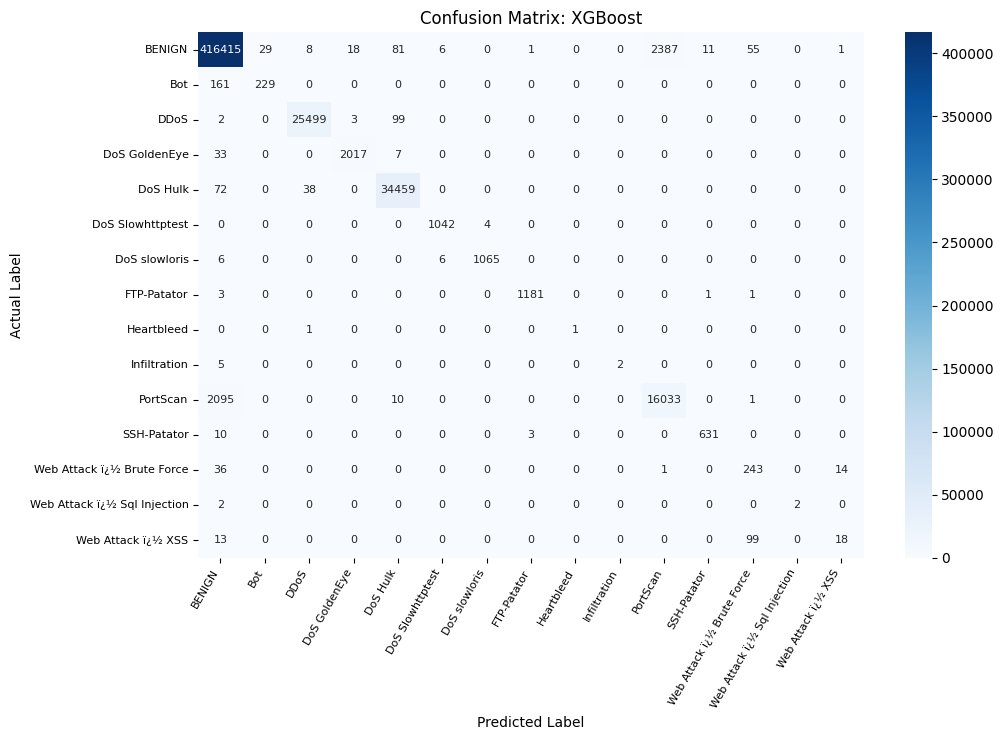 Confusion Matrix: XGBoost
BENIGN 416415 29 8 18 81 6 0 1 0 0 2387 11 55 0 1
Bot 161 229 0 0 0 0 0 0 0 0 0 0 0 0 0
DDoS 2 0 25499 3 99 0 0 0 0 0 0 0 0 0 0
DoS GoldenEye 33 0 0 2017 7 0 0 0 0 0 0 0 0 0 0
DoS Hulk 72 0 38 0 34459 0 0 0 0 0 0 0 0 0 0
DoS Slowhttptest 0 0 0 0 0 1042 4 0 0 0 0 0 0 0 0
DoS slowloris 6 0 0 0 0 6 1065 0 0 0 0 0 0 0 0
FTP-Patator 3 0 0 0 0 0 0 1181 0 0 0 1 1 0 0
Heartbleed 0 0 1 0 0 0 0 0 1 0 0 0 0 0 0
Infiltration 5 0 0 0 0 0 0 0 0 2 0 0 0 0 0
PortScan 2095 0 0 0 10 0 0 0 0 0 16033 0 1 0 0
SSH-Patator 10 0 0 0 0 0 0 3 0 0 0 631 0 0 0
Web Attack ï¿½ Brute Force 36 0 0 0 0 0 0 0 0 0 1 0 243 0 14
Web Attack ï¿½ Sql Injection 2 0 0 0 0 0 0 0 0 0 0 0 0 2 0
Web Attack ï¿½ XSS 13 0 0 0 0 0 0 0 0 0 0 0 99 0 18
Actual Label
BENIGN
Bot
DDoS
DoS GoldenEye
DoS Hulk
DoS Slowhttptest
DoS slowloris
FTP-Patator
Heartbleed
Infiltration
PortScan
SSH-Patator
Web Attack ï¿½ Brute Force
Web Attack ï¿½ Sql Injection
Web Attack ï¿½ XSS
Predicted Label
400000
350000
300000
250000
200000
150000
100000
50000
0